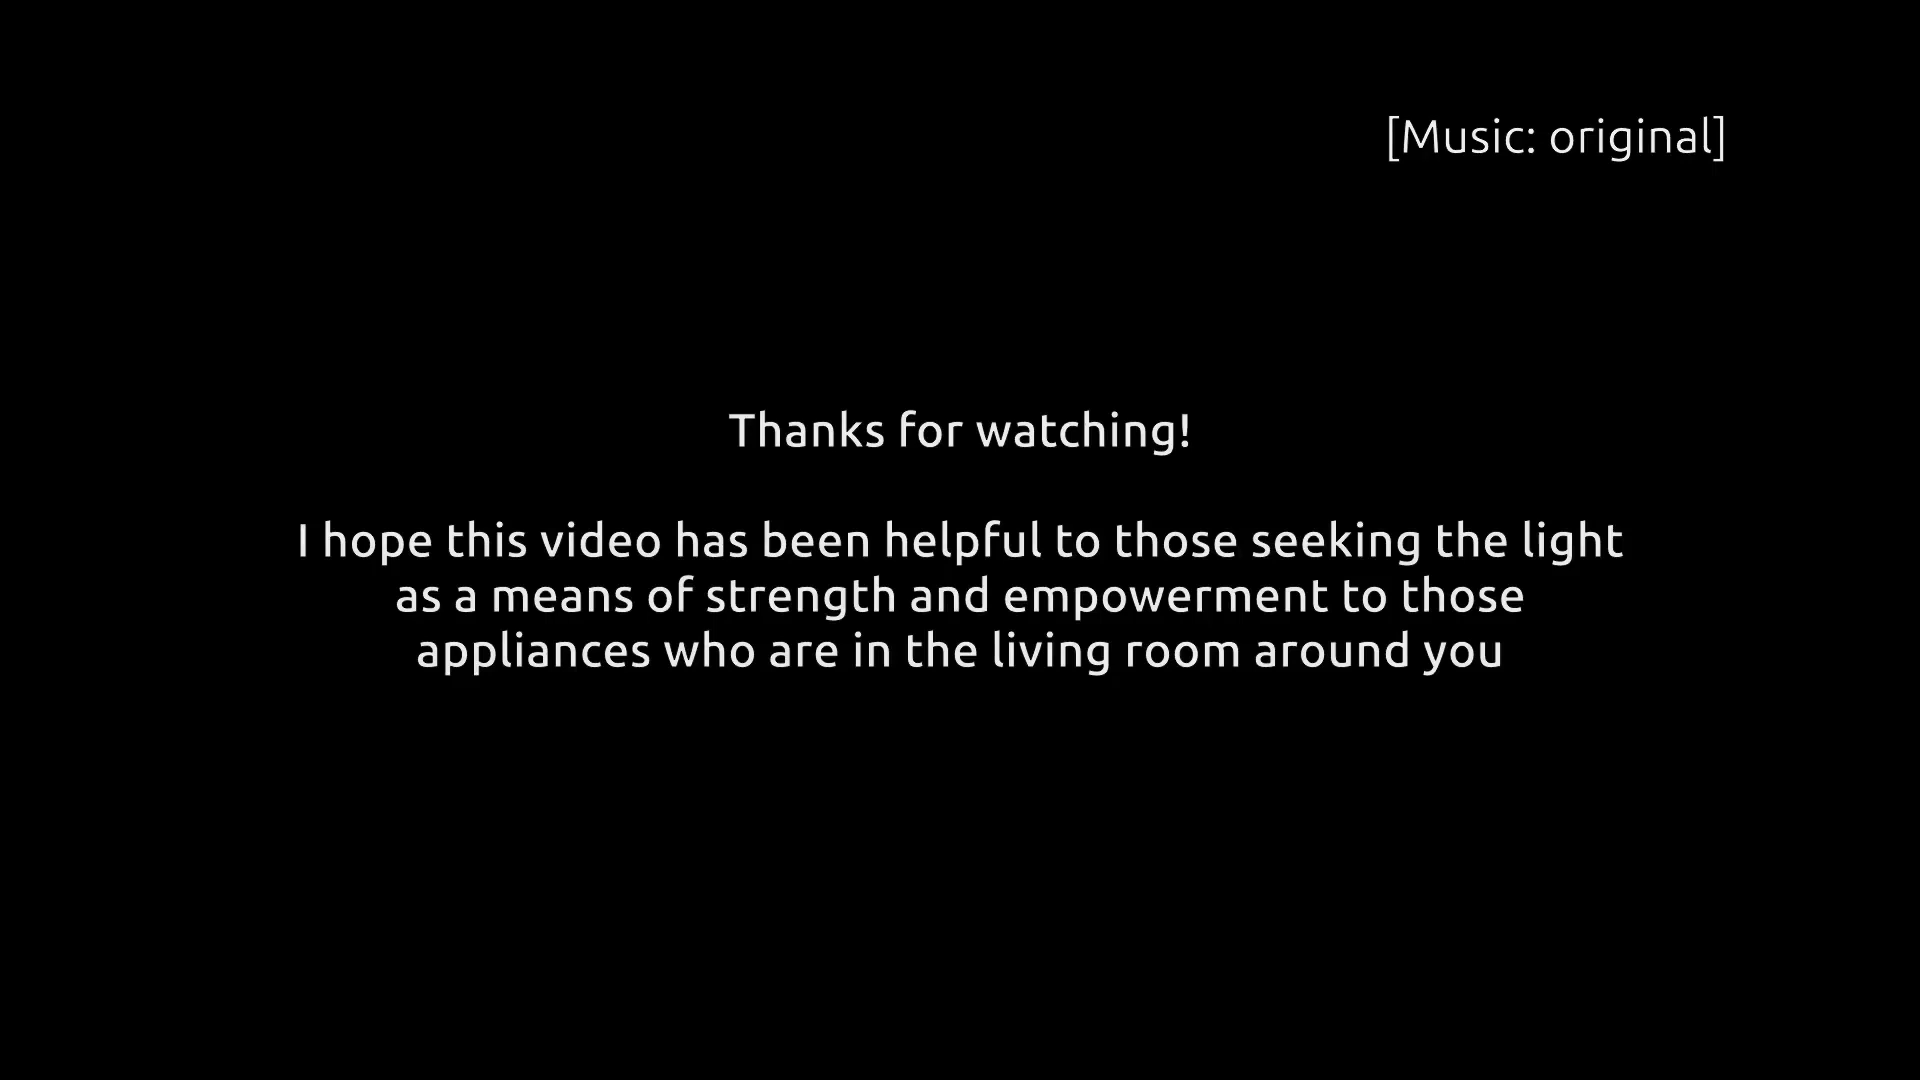 [Music: original]
Thanks for watching!
I hope this video has been helpful to those seeking the light
as a means of strength and empowerment to those
appliances who are in the living room around you